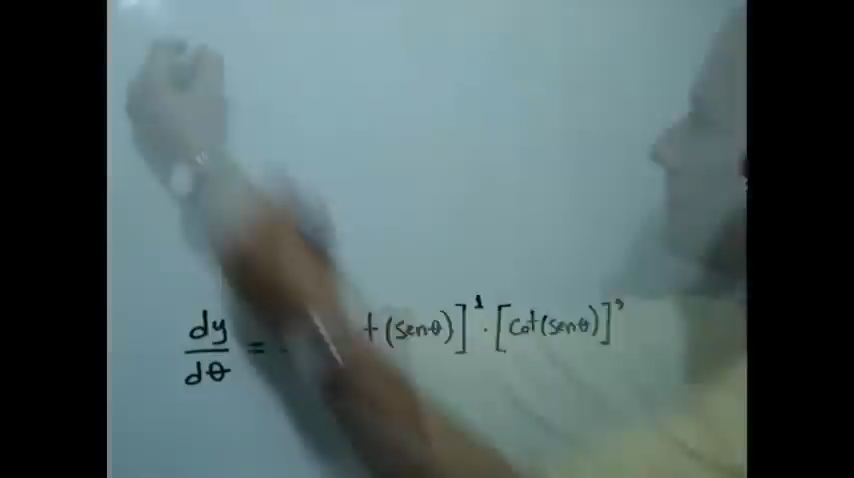 dy/dθ = t(senθ)]¹ · [cot(senθ)]'